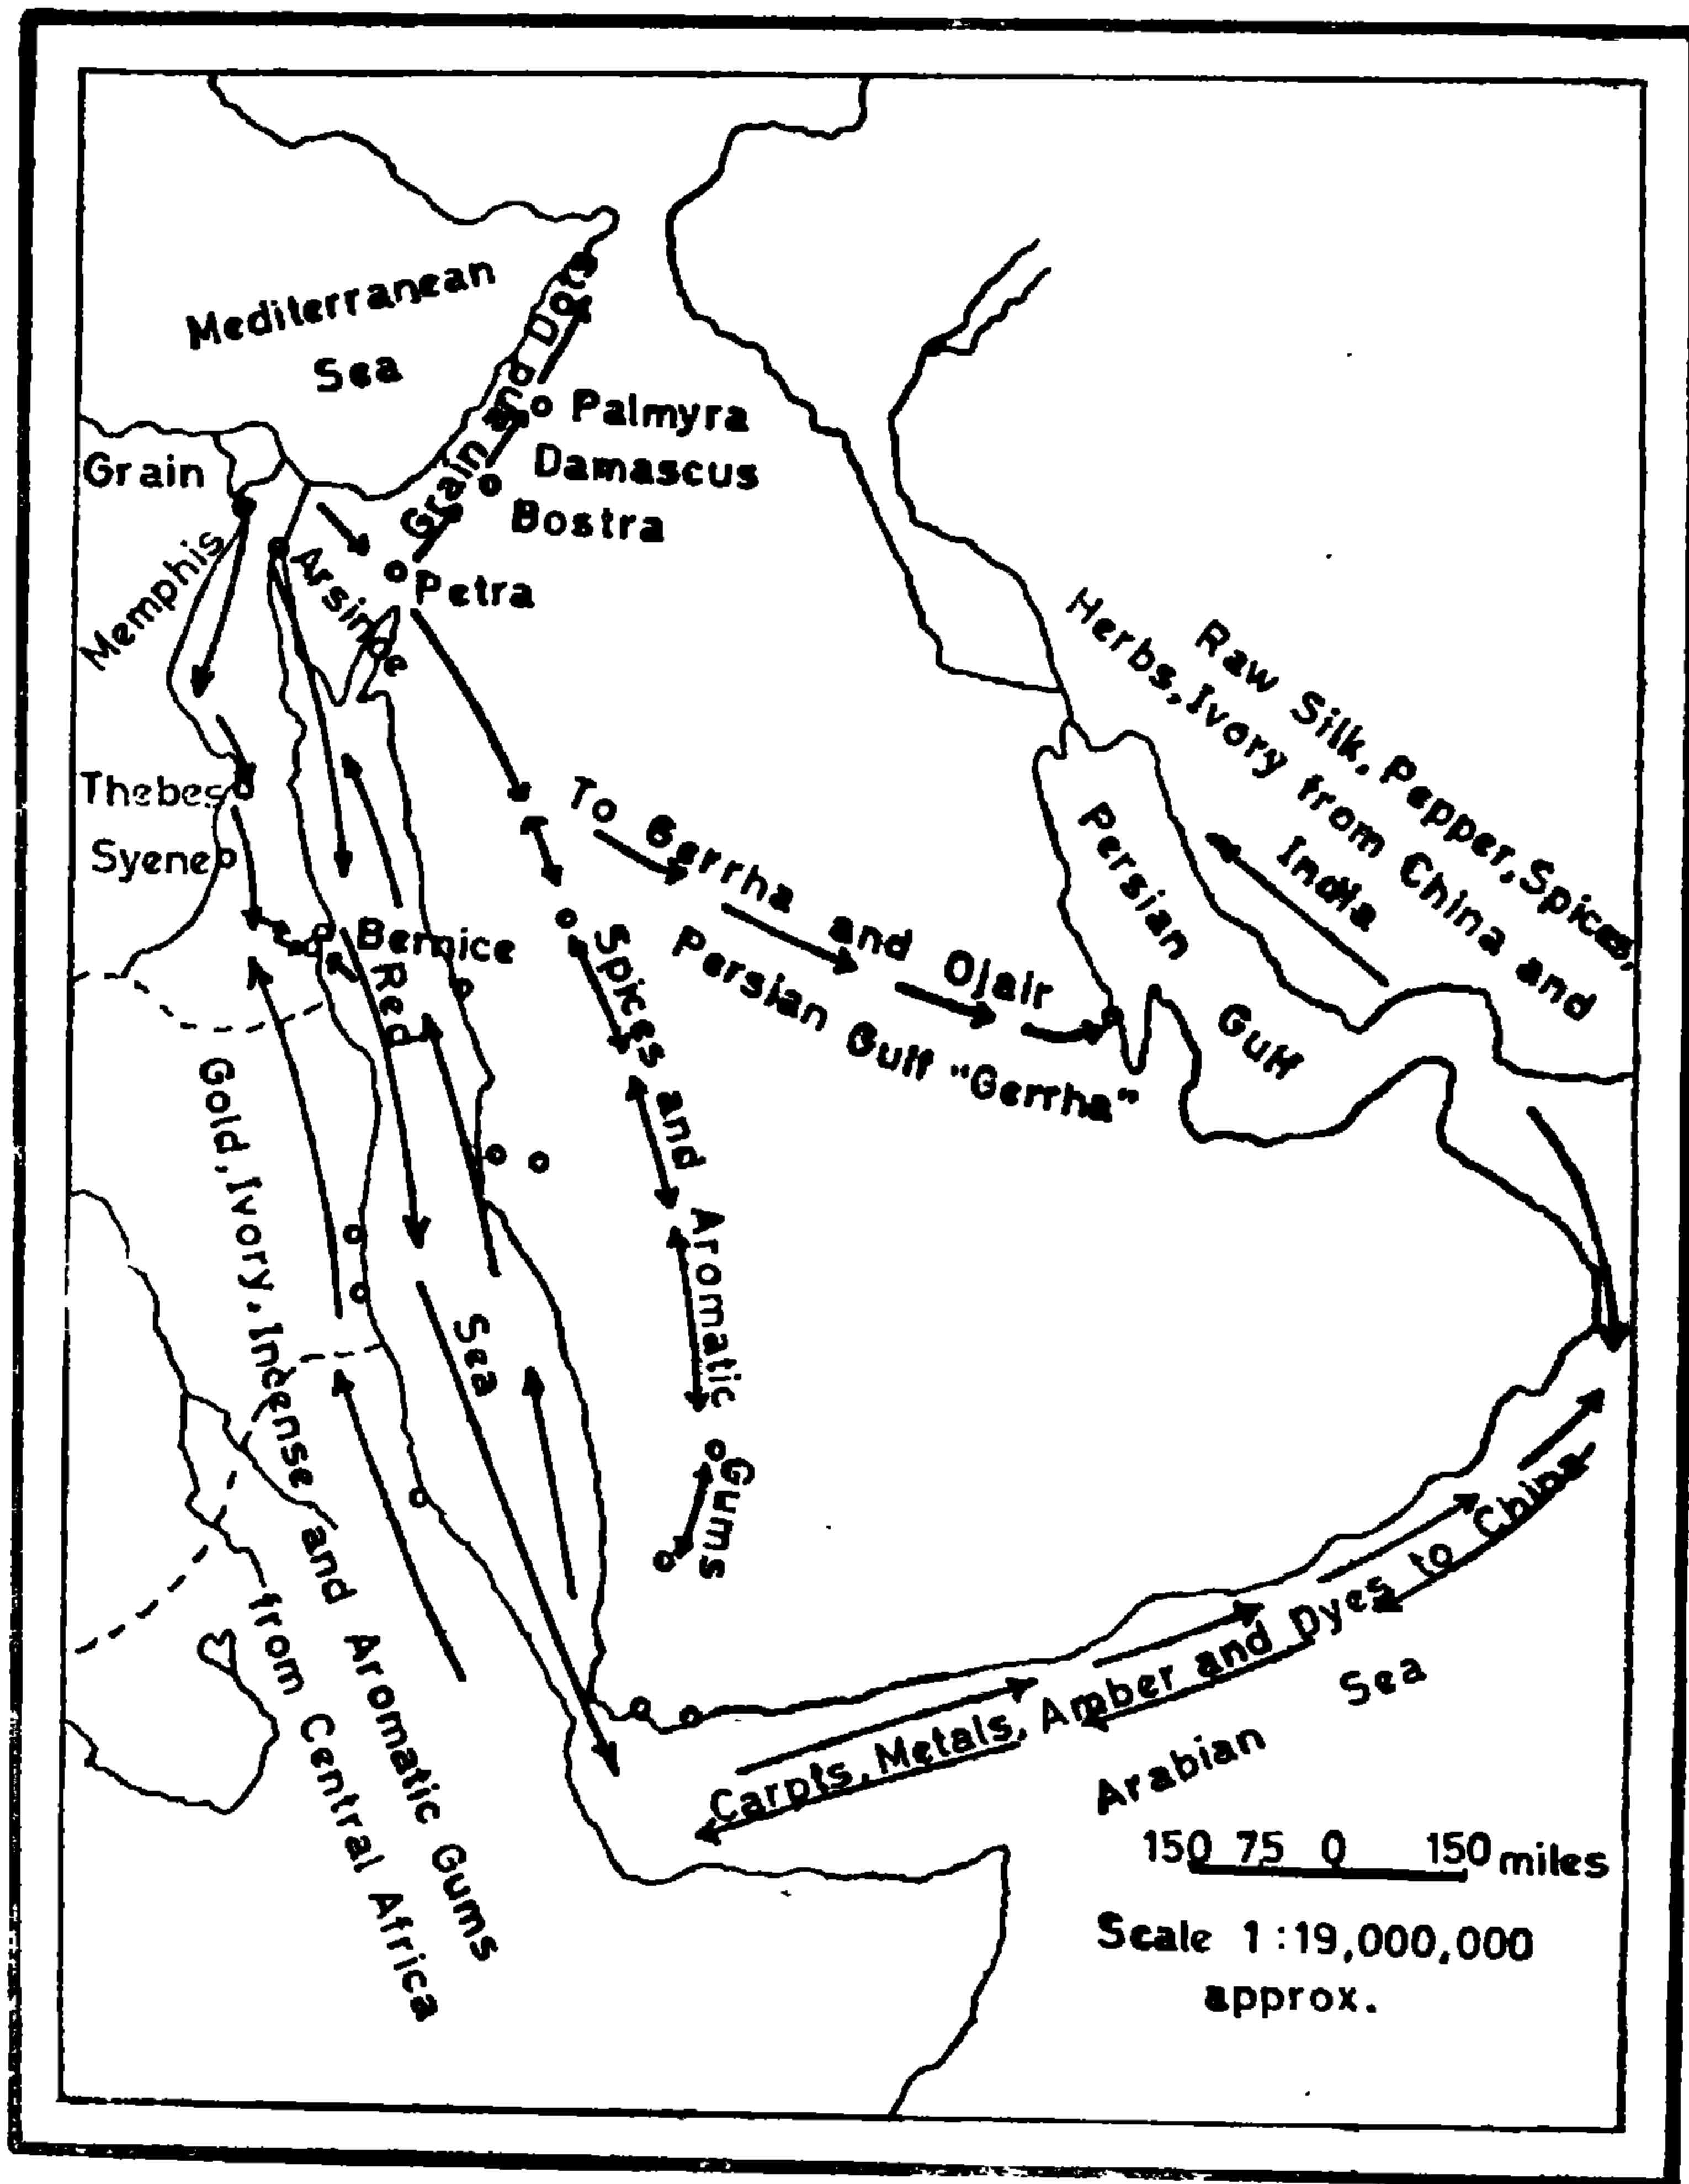 Mediterranean
Sea
Grain
Palmyra
Damascus
Bostra
Grain
Petra
Memphis
Arsinoe
Thebes
Syene
Bernice
Red
Sea
To Gerrha and Ojair
Persian Gulf "Gerrha"
Persian
Gulf
Raw Silk, Pepper, Spices,
Herbs, Ivory from China and
India
Spices and Aromatic Gums
Gold, Ivory, Incense and Aromatic Gums
from Central Africa
Carpts, Metals, Amber and Dyes to China
Arabian
Sea
150 75 0 150 miles
Scale 1:19,000,000
approx.